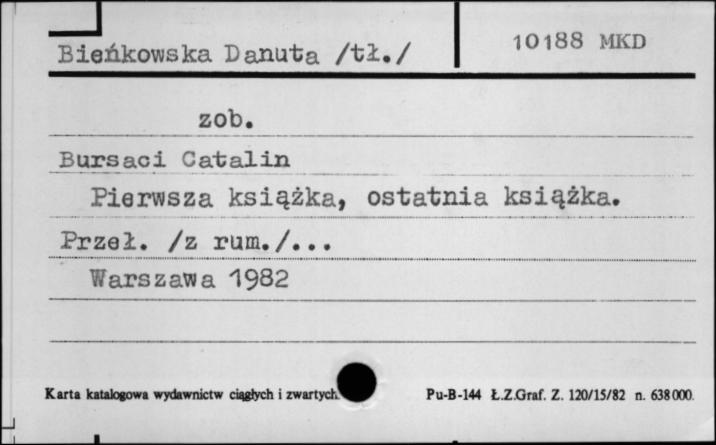 Bieńkowska Danuta /tł./
10188 MKD
zob.
Bursaci Catalin
Pierwsza książka, ostatnia książka.
Przeł. /z rum./...
Warszawa 1982
Karta katalogowa wydawnictw ciągłych i zwartych
Pu-B-144 Ł.Z.Graf. Z. 120/15/82 n. 638000.